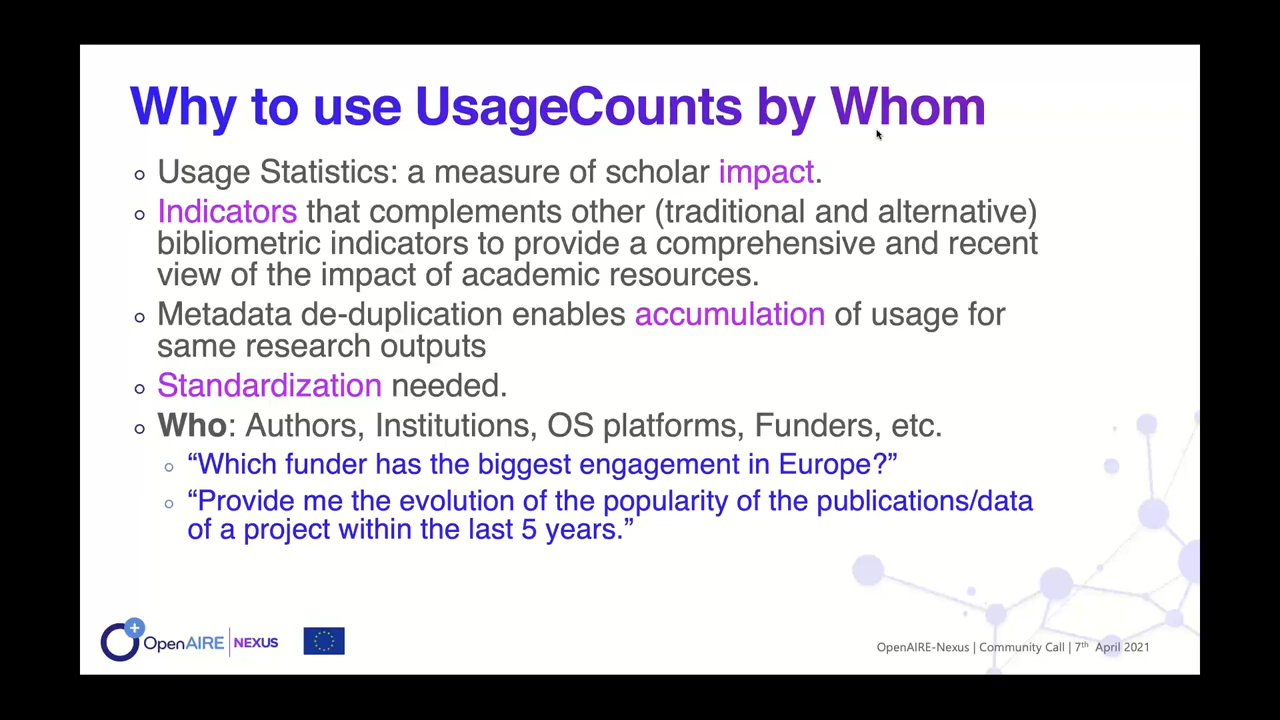 Why to use UsageCounts by Whom
Usage Statistics: a measure of scholar impact.
Indicators that complements other (traditional and alternative)
bibliometric indicators to provide a comprehensive and recent
view of the impact of academic resources.
Metadata de-duplication enables accumulation of usage for
same research outputs
Standardization needed.
Who: Authors, Institutions, OS platforms, Funders, etc.
“Which funder has the biggest engagement in Europe?”
“Provide me the evolution of the popularity of the publications/data
of a project within the last 5 years.”
OpenAIRE NEXUS
OpenAIRE-Nexus | Community Call | 7th April 2021